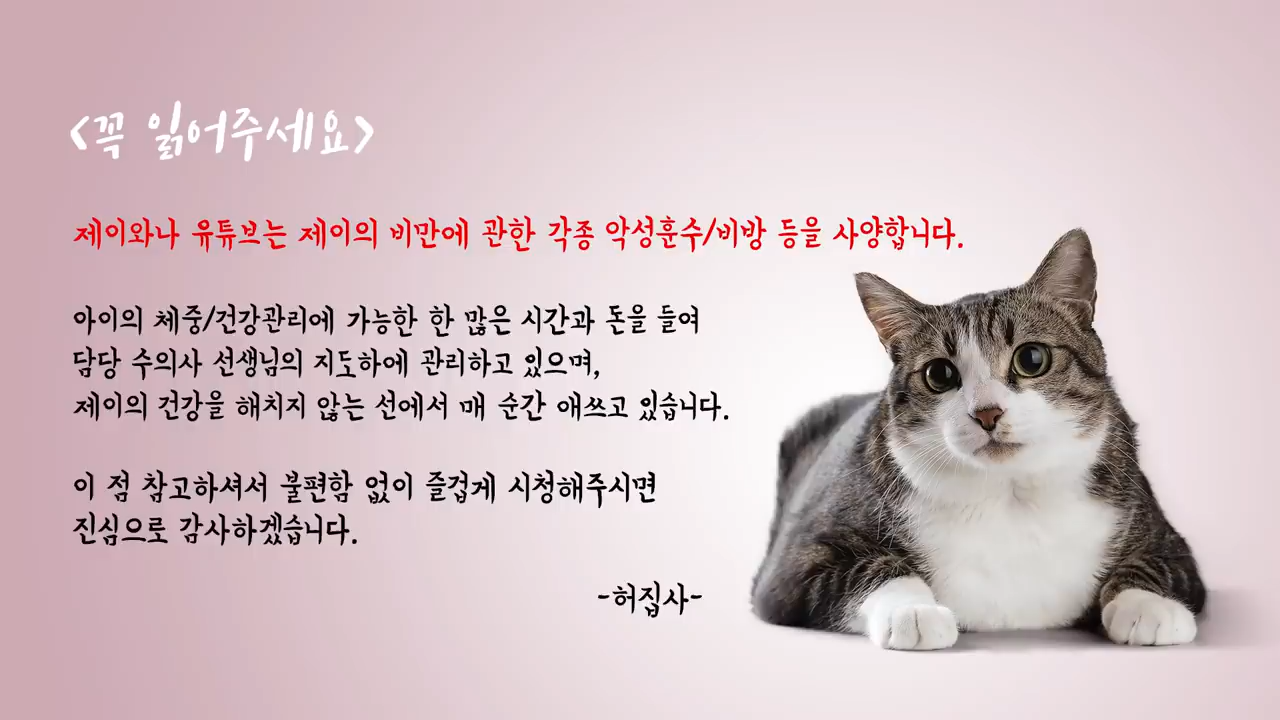 <꼭 읽어주세요>
제이와나 유튜브는 제이의 비만에 관한 각종 악성훈수/비방 등을 사양합니다.
아이의 체중/건강관리에 가능한 한 많은 시간과 돈을 들여
담당 수의사 선생님의 지도하에 관리하고 있으며,
제이의 건강을 해치지 않는 선에서 매 순간 애쓰고 있습니다.
이 점 참고하셔서 불편함 없이 즐겁게 시청해주시면
진심으로 감사하겠습니다.
-허집사-